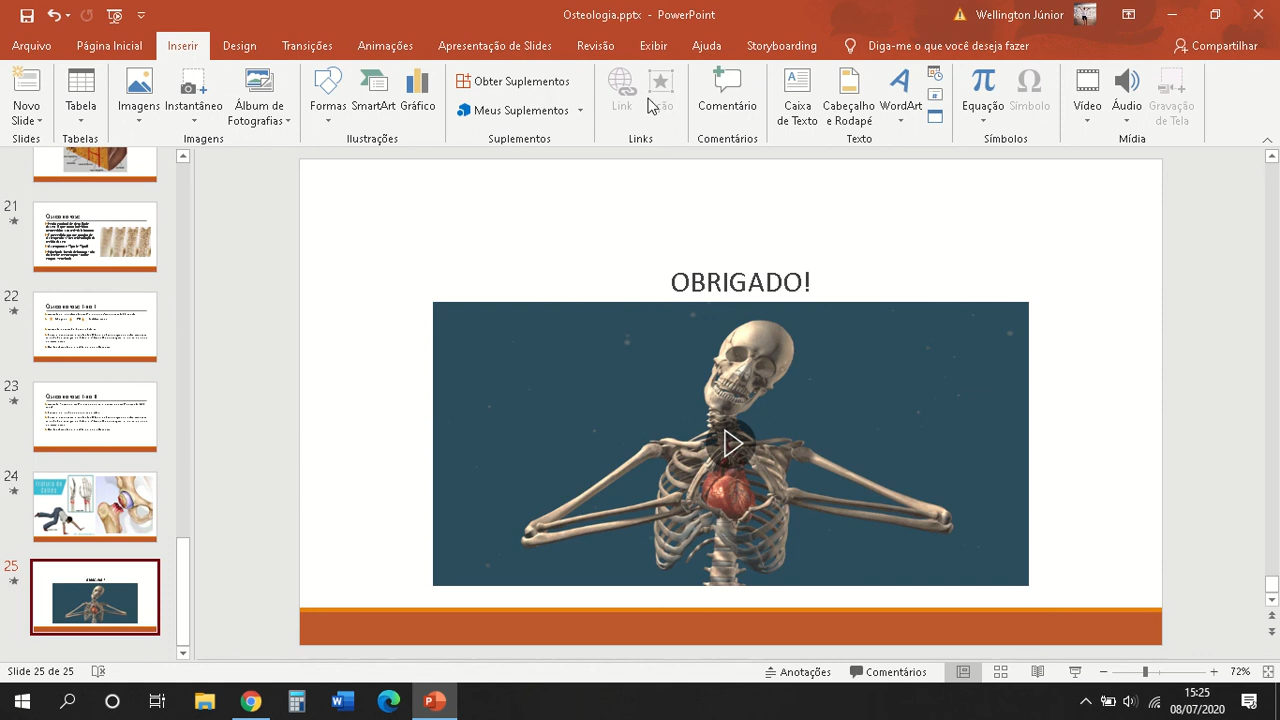 Osteologia.pptx - PowerPoint
Wellington Júnior
Arquivo Página Inicial Inserir Design Transições Animações Apresentação de Slides Revisão Exibir Ajuda Storyboarding Diga-me o que você deseja fazer Compartilhar
Novo Slide
Tabela
Imagens
Instantâneo
Álbum de Fotografias
Formas
SmartArt
Gráfico
Obter Suplementos
Meus Suplementos
Link
Comentário
Caixa de Texto
Cabeçalho e Rodapé
WordArt
Equação
Símbolo
Vídeo
Áudio
Gravação de Tela
Slides Tabelas Imagens Ilustrações Suplementos Links Comentários Texto Símbolos Mídia
21
22
23
24
25
OBRIGADO!
Slide 25 de 25
Anotações Comentários 72%
15:25
08/07/2020